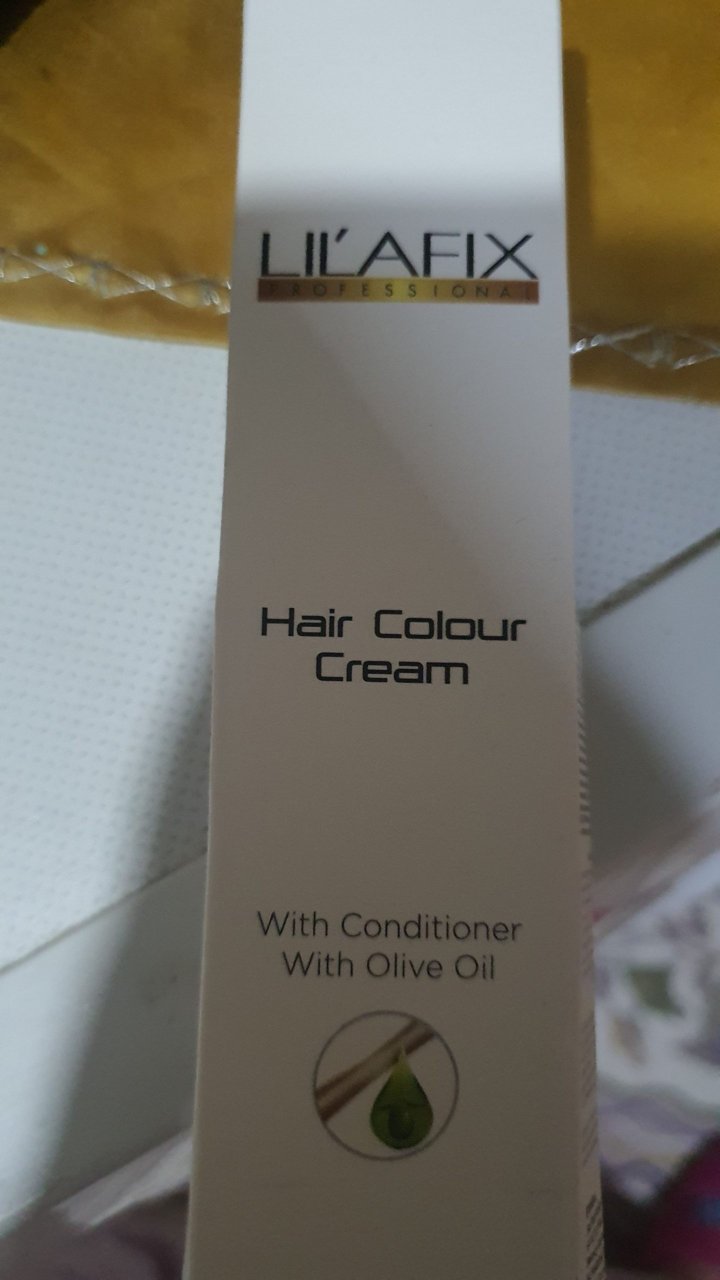 LIL'AFIX
PROFESSIONAL
Hair Colour
Cream
With Conditioner
With Olive Oil